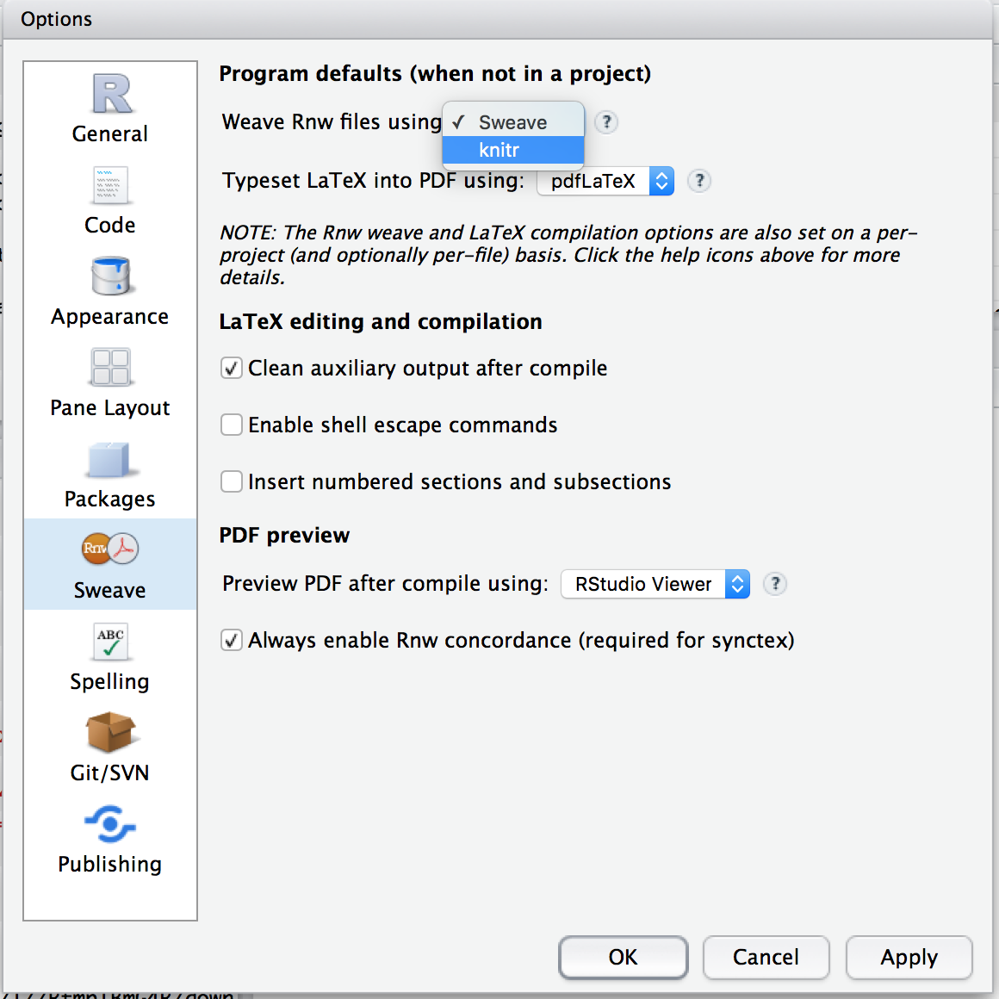 Options
General
Code
Appearance
Pane Layout
Packages
Rnw
Sweave
ABC
Spelling
Git/SVN
Publishing
Program defaults (when not in a project)
Weave Rnw files using
✓ Sweave
knitr
?
Typeset LaTeX into PDF using: pdfLaTeX ?
NOTE: The Rnw weave and LaTeX compilation options are also set on a per-
project (and optionally per-file) basis. Click the help icons above for more
details.
LaTeX editing and compilation
Clean auxiliary output after compile
Enable shell escape commands
Insert numbered sections and subsections
PDF preview
Preview PDF after compile using: RStudio Viewer ?
Always enable Rnw concordance (required for synctex)
OK Cancel Apply